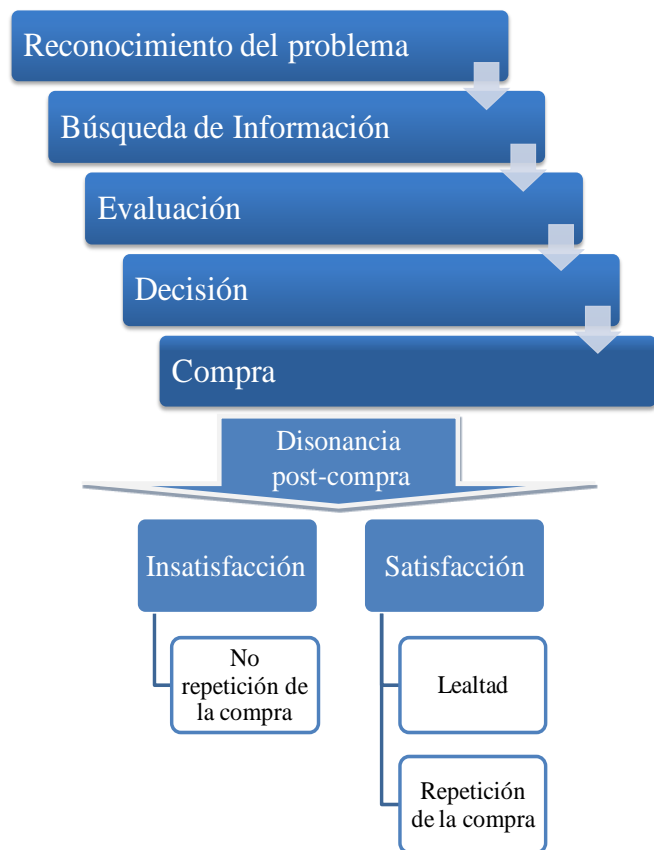 Reconocimiento del problema
Búsqueda de Información
Evaluación
Decisión
Compra
Disonancia
post-compra
Insatisfacción
Satisfacción
No
repetición de
la compra
Lealtad
Repetición
de la compra